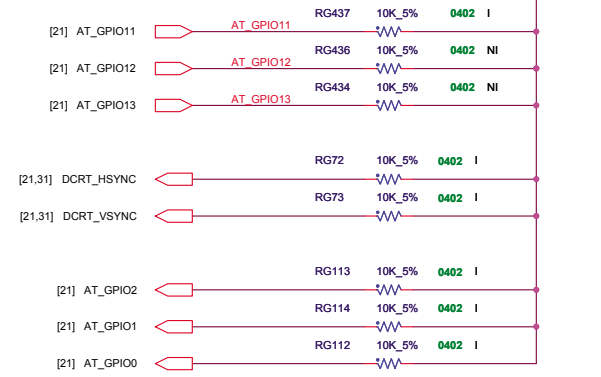 RG437 10K_5% 0402 I
[21] AT_GPIO11 AT_GPIO11
RG436 10K_5% 0402 NI
[21] AT_GPIO12 AT_GPIO12
RG434 10K_5% 0402 NI
[21] AT_GPIO13 AT_GPIO13
RG72 10K_5% 0402 I
[21,31] DCRT_HSYNC
RG73 10K_5% 0402 I
[21,31] DCRT_VSYNC
RG113 10K_5% 0402 I
[21] AT_GPIO2
RG114 10K_5% 0402 I
[21] AT_GPIO1
RG112 10K_5% 0402 I
[21] AT_GPIO0